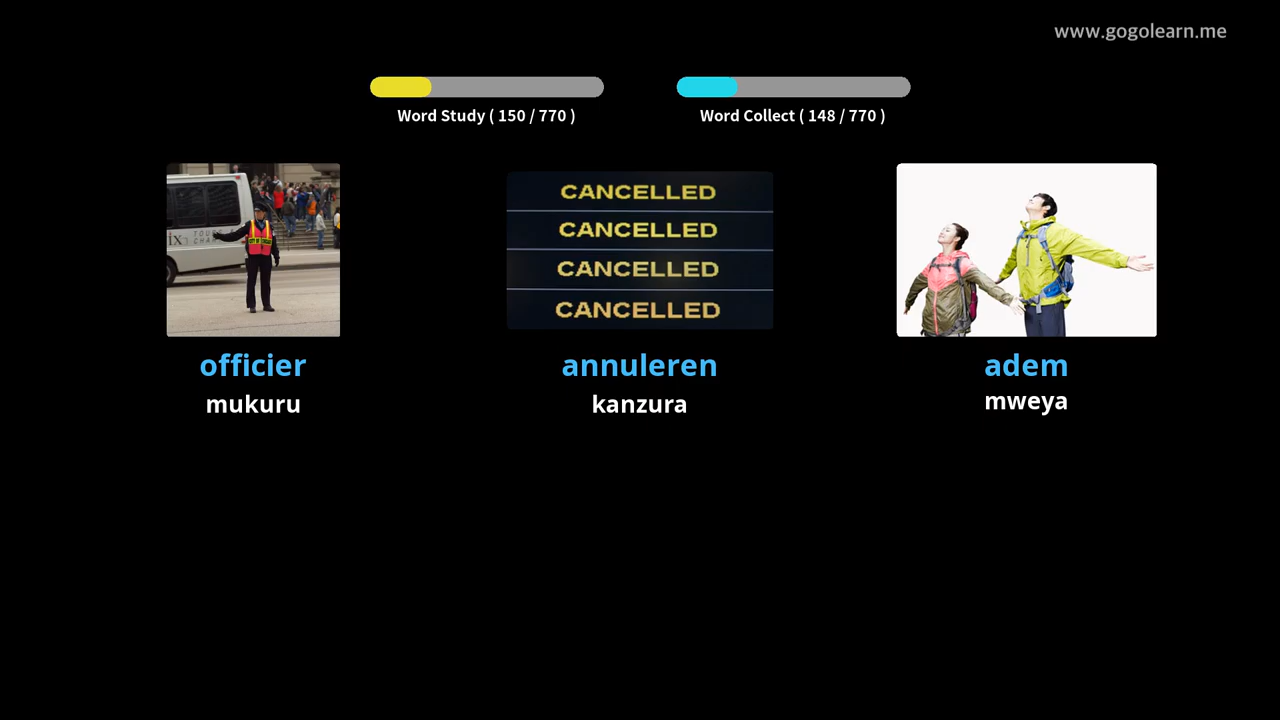 www.gogolearn.me
Word Study ( 150 / 770 )
Word Collect ( 148 / 770 )
CANCELLED
CANCELLED
CANCELLED
CANCELLED
officier
annuleren
adem
mukuru
kanzura
mweya